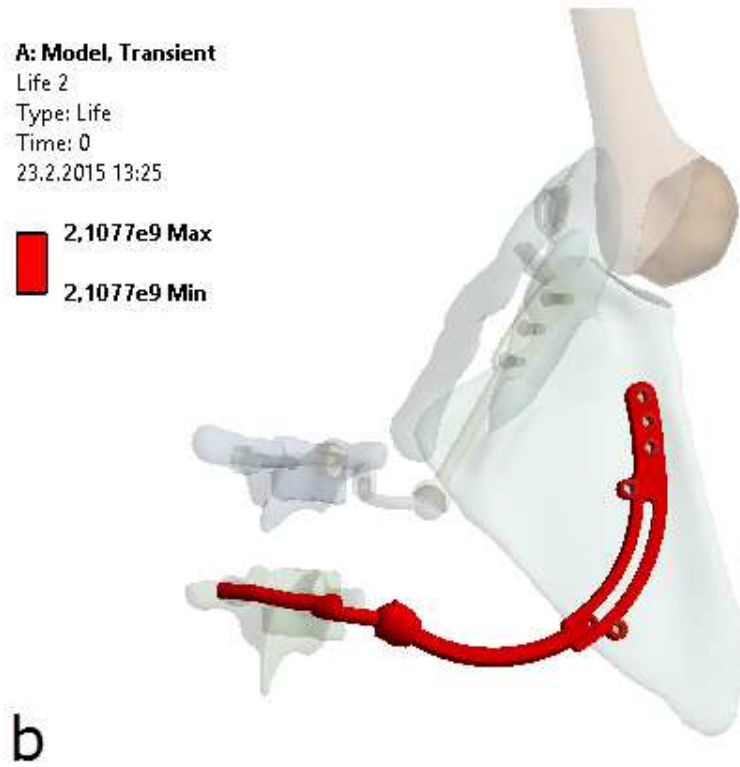 A: Model, Transient
Life 2
Type: Life
Time: 0
23.2.2015 13:25
2,1077e9 Max
2,1077e9 Min
b